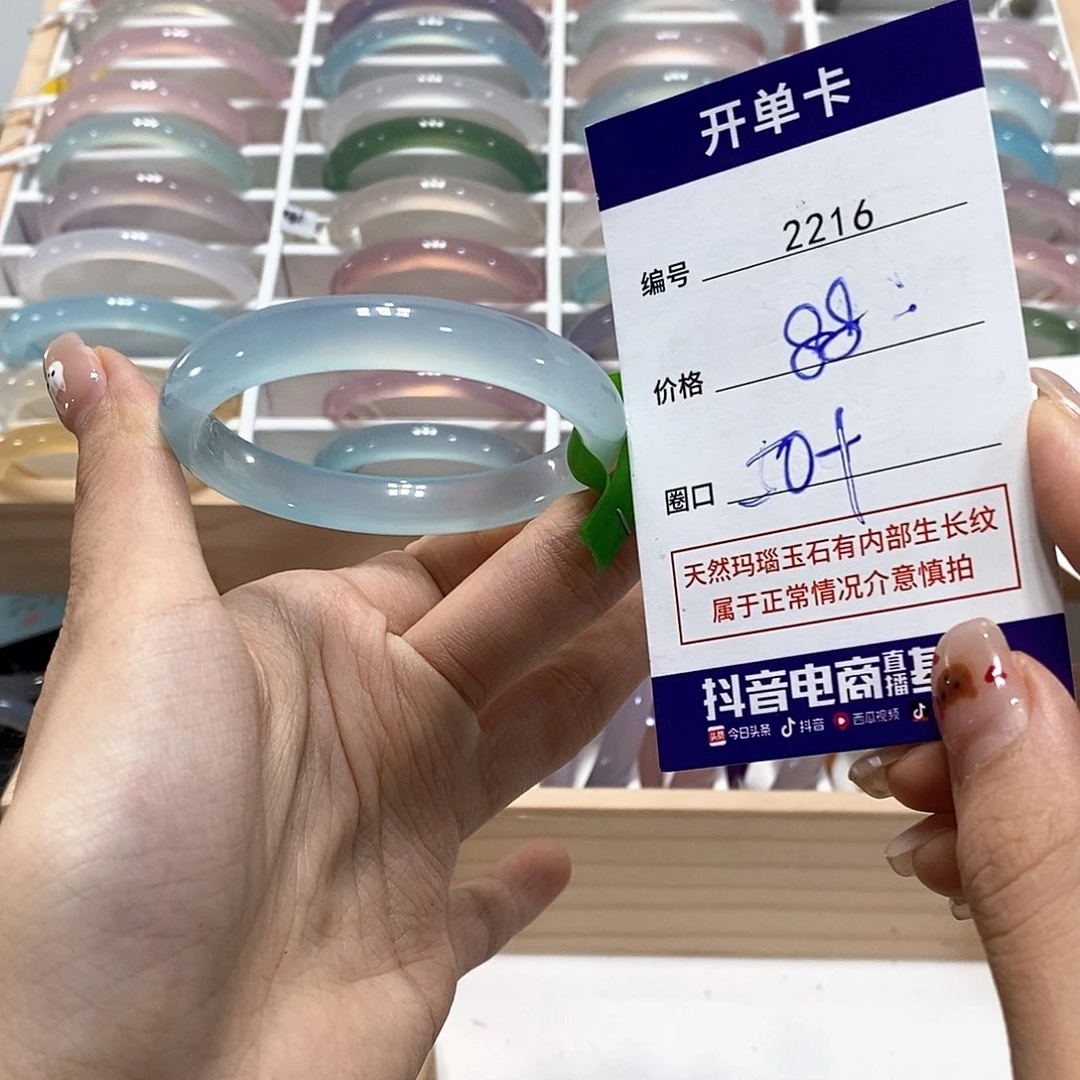 开单卡
编号 2216
价格 88
圈口
天然玛瑙玉石有内部生长纹
属于正常情况介意慎拍
抖音电商直播基
头条 今日头条 抖音 西瓜视频